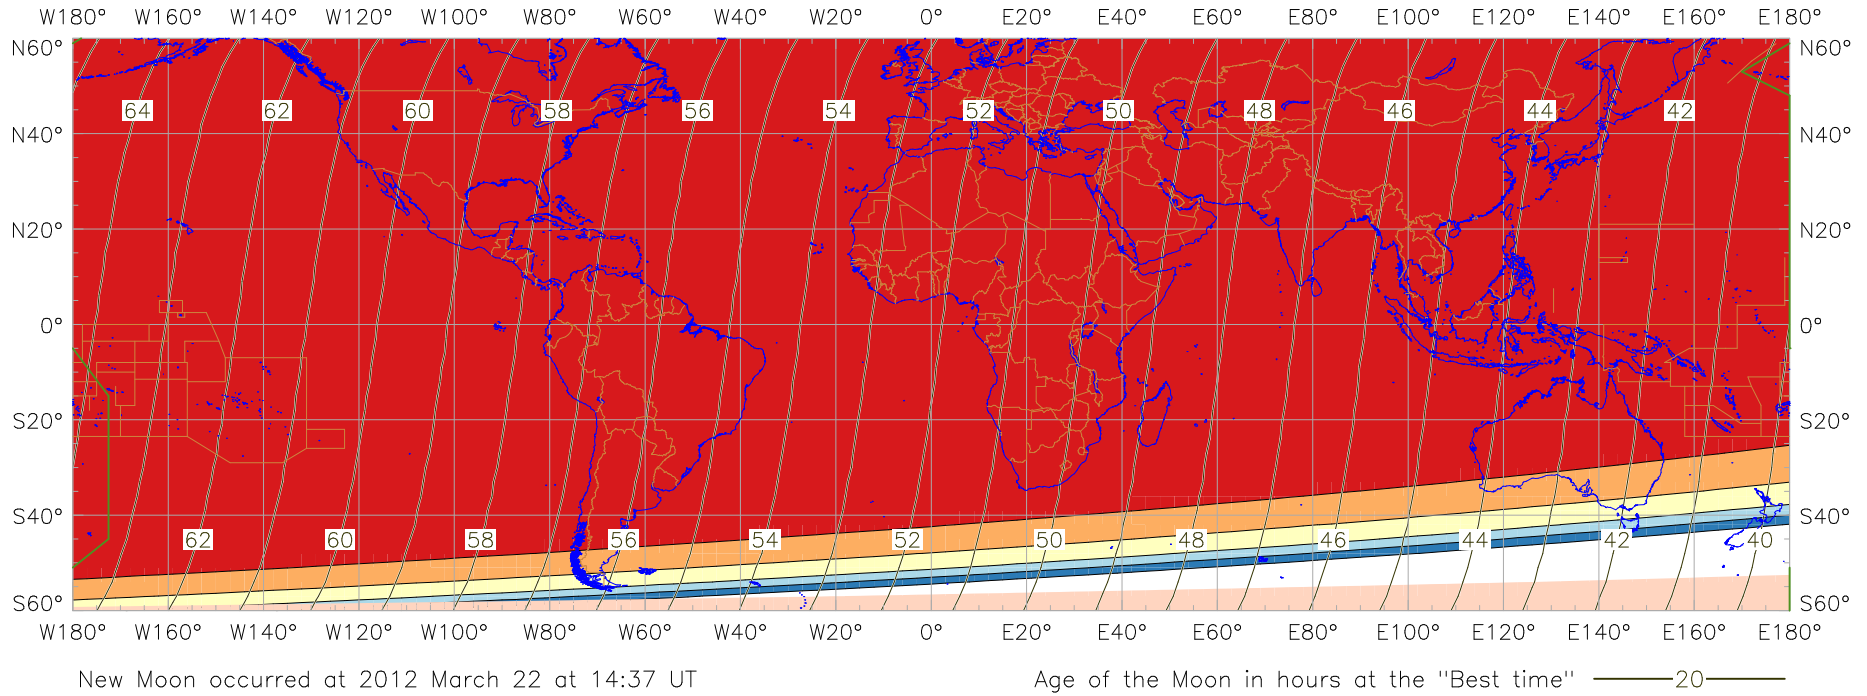 W180° W160° W140° W120° W100° W80° W60° W40° W20° 0° E20° E40° E60° E80° E100° E120° E140° E160° E180°
N60° N60°
64 62 60 58 56 54 52 50 48 46 44 42
N40° N40°
N20° N20°
0° 0°
S20° S20°
S40° S40°
62 60 58 56 54 52 50 48 46 44 42 40
S60° S60°
W180° W160° W140° W120° W100° W80° W60° W40° W20° 0° E20° E40° E60° E80° E100° E120° E140° E160° E180°
New Moon occurred at 2012 March 22 at 14:37 UT
Age of the Moon in hours at the "Best time" 20